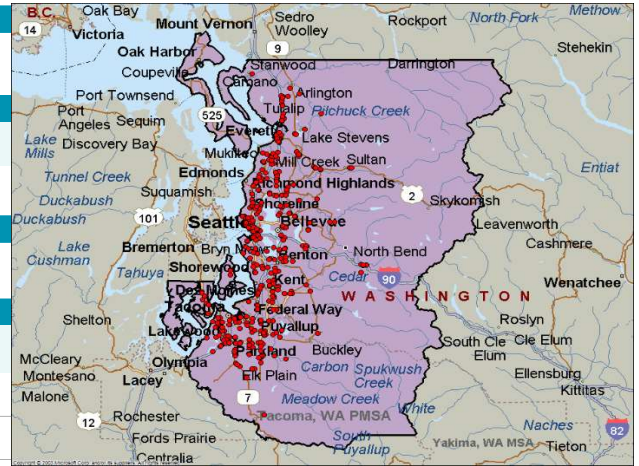 B.C.
Oak Bay
Mount Vernon
Sedro
Woolley
Rockport
North Fork
Methow
14
Victoria
Oak Harbor
9
Stehekin
Coupeville
Stanwood
Darrington
Camano
Port Townsend
Arlington
Port
Angeles
Sequim
525
Tulalip
Pilchuck Creek
Everett
Lake
Mills
Discovery Bay
Lake Stevens
Mukilteo
Mill Creek
Sultan
Entiat
Tunnel Creek
Edmonds
Richmond Highlands
Suquamish
2
Skykomish
Duckabush
Shoreline
Duckabush
101
Seattle
Bellevue
Leavenworth
Cashmere
Lake
Cushman
Bremerton
Bryn
Renton
North Bend
Tahuya
Shorewood
Cedar
90
Wenatchee
Kent
Des Moines
WASHINGTON
Tacoma
Federal Way
Shelton
Lakewood
Puyallup
Roslyn
McCleary
Parkland
Buckley
South Cle
Elum
Cle Elum
Montesano
Olympia
Carbon
Spukwush
Creek
Ellensburg
Malone
Lacey
Elk Plain
Kittitas
7
Meadow Creek
White
12
Rochester
Tacoma, WA PMSA
Naches
82
Fords Prairie
South
Puyallup
Yakima, WA MSA
Tieton
Centralia